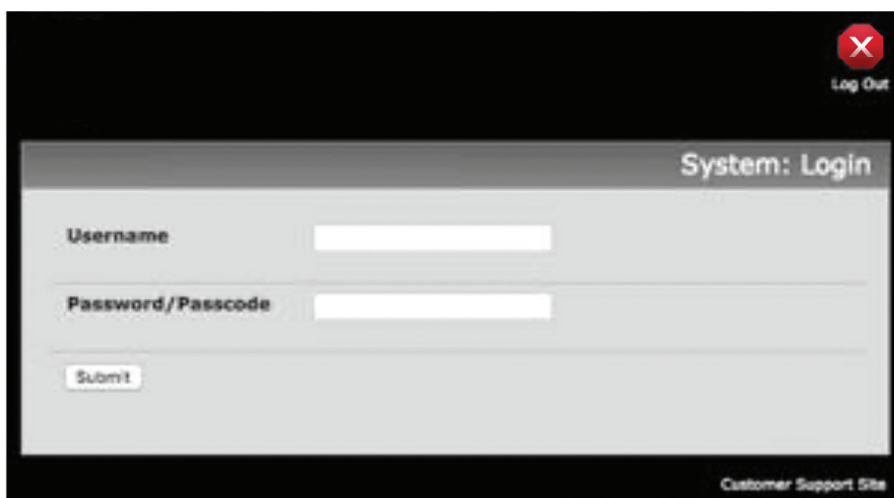 Log Out
System: Login
Username
Password/Passcode
Submit
Customer Support Site